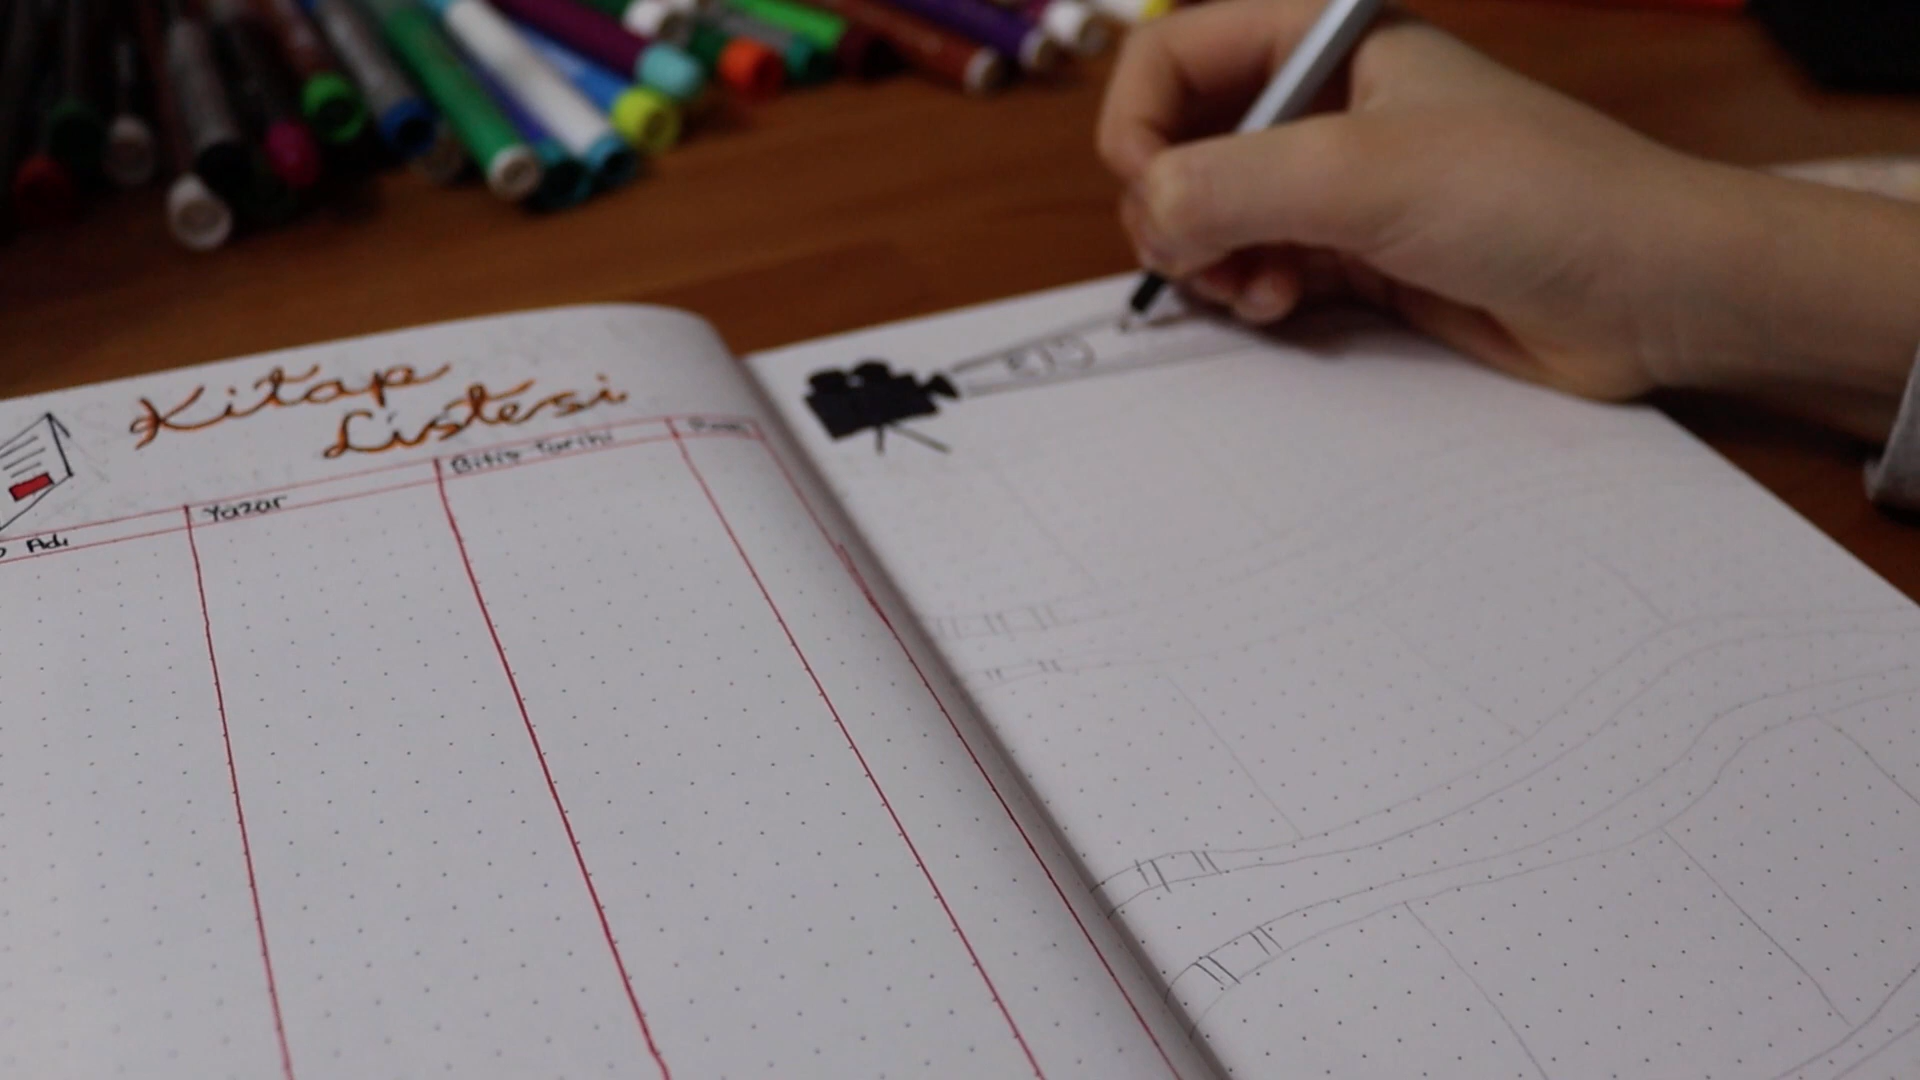 Kitap
Listesi
Adı
Yazar
Bitiş Tarihi